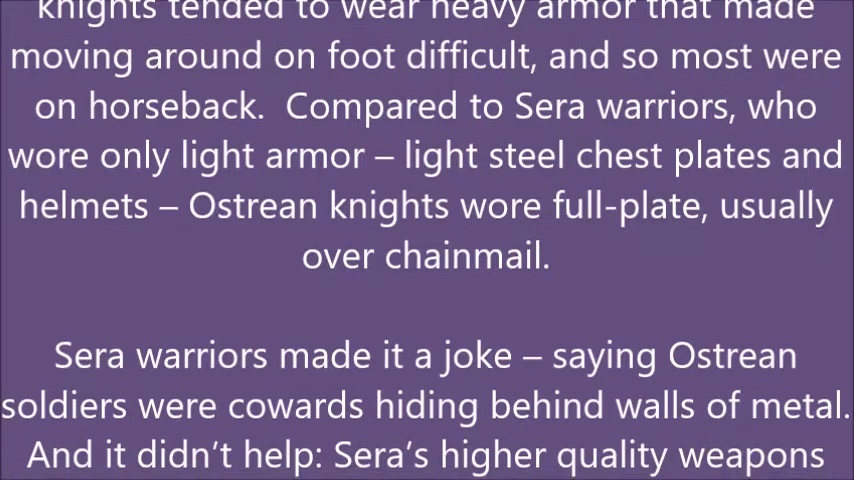 knights tended to wear heavy armor that made
moving around on foot difficult, and so most were
on horseback.  Compared to Sera warriors, who
wore only light armor – light steel chest plates and
helmets – Ostrean knights wore full-plate, usually
over chainmail.
Sera warriors made it a joke – saying Ostrean
soldiers were cowards hiding behind walls of metal.
And it didn’t help: Sera’s higher quality weapons